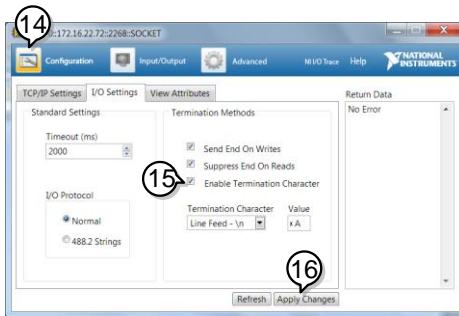 14
::172.16.22.72::2268::SOCKET
Configuration Input/Output Advanced NI I/O Trace Help NATIONAL INSTRUMENTS
TCP/IP Settings I/O Settings View Attributes Return Data
Standard Settings Termination Methods No Error
Timeout (ms)
2000
Send End On Writes
Suppress End On Reads
15 Enable Termination Character
I/O Protocol
Termination Character Value
Normal Line Feed - \n x A
488.2 Strings
16
Refresh Apply Changes